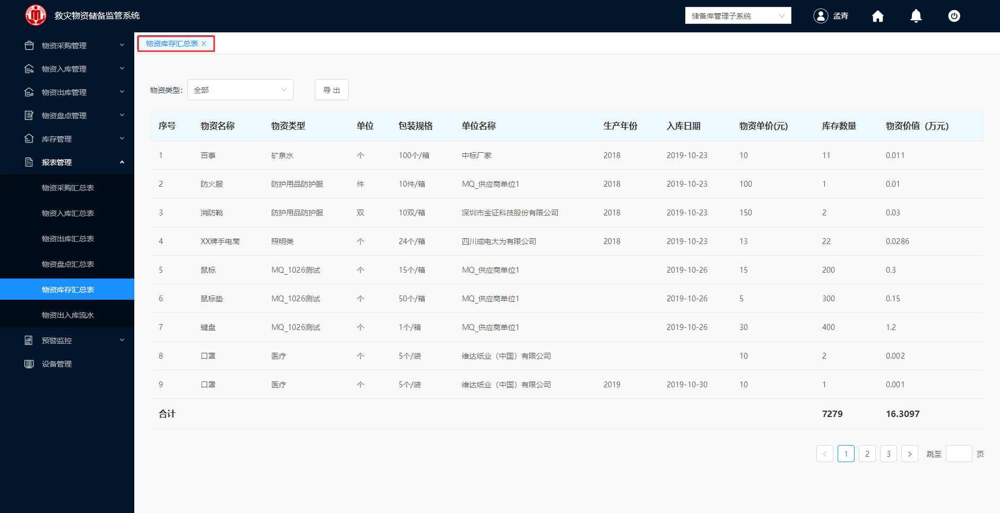 救灾物资储备监管系统
储备库管理子系统
孟青
物资采购管理
物资入库管理
物资出库管理
物资盘点管理
库存管理
报表管理
物资采购汇总表
物资入库汇总表
物资出库汇总表
物资盘点汇总表
物资库存汇总表
物资出入库流水
预警监控
设备管理
物资库存汇总表
物资类型: 全部 导 出
序号 物资名称 物资类型 单位 包装规格 单位名称 生产年份 入库日期 物资单价(元) 库存数量 物资价值（万元）
1 百事 矿泉水 个 100个/箱 中标厂家 2018 2019-10-23 10 11 0.011
2 防火服 防护用品防护服 件 10件/箱 MQ_供应商单位1 2018 2019-10-23 100 1 0.01
3 消防靴 防护用品防护服 双 10双/箱 深圳市金证科技股份有限公司 2018 2019-10-23 150 2 0.03
4 XX牌手电筒 照明类 个 24个/箱 四川成电大为有限公司 2018 2019-10-23 13 22 0.0286
5 鼠标 MQ_1026测试 个 15个/箱 MQ_供应商单位1 2019-10-26 15 200 0.3
6 鼠标垫 MQ_1026测试 个 50个/箱 MQ_供应商单位1 2019-10-26 5 300 0.15
7 键盘 MQ_1026测试 个 1个/箱 MQ_供应商单位1 2019-10-26 30 400 1.2
8 口罩 医疗 个 5个/袋 维达纸业（中国）有限公司 10 2 0.002
9 口罩 医疗 个 5个/袋 维达纸业（中国）有限公司 2019 2019-10-30 10 1 0.001
合计 7279 16.3097
< 1 2 3 > 跳至 页